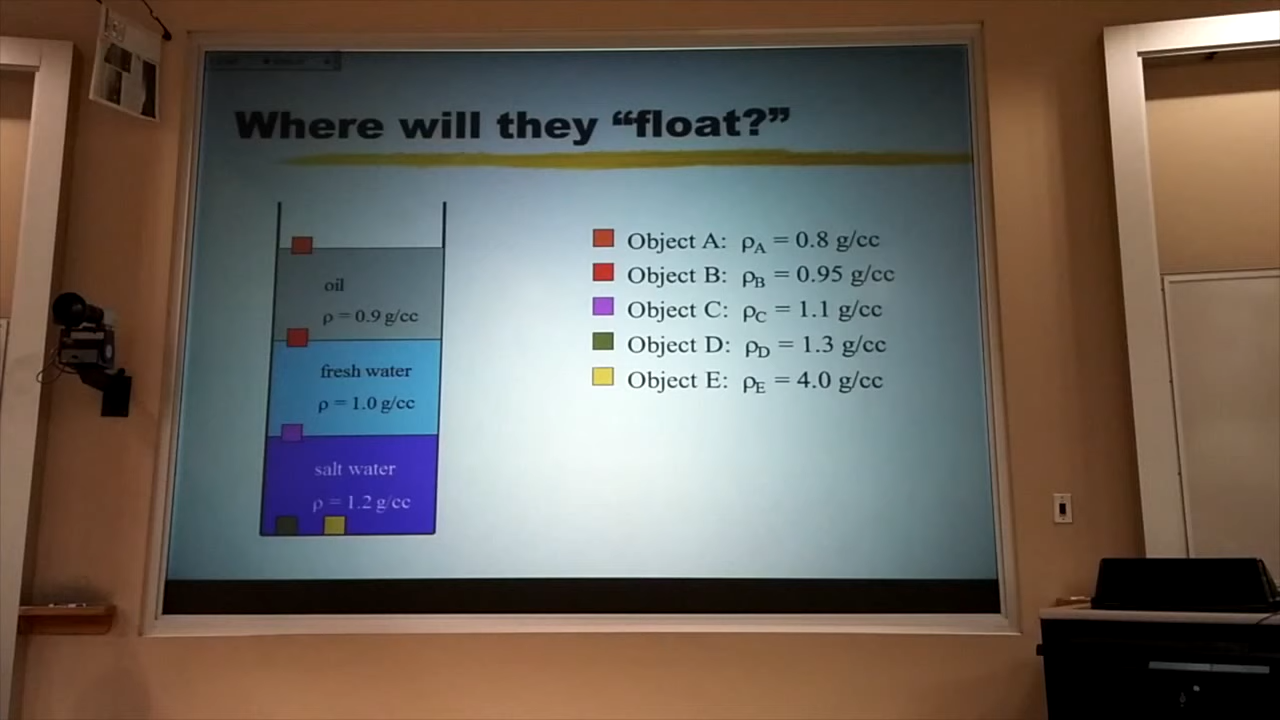 Where will they “float?”
oil
ρ = 0.9 g/cc
fresh water
ρ = 1.0 g/cc
salt water
ρ = 1.2 g/cc
Object A: ρA = 0.8 g/cc
Object B: ρB = 0.95 g/cc
Object C: ρC = 1.1 g/cc
Object D: ρD = 1.3 g/cc
Object E: ρE = 4.0 g/cc